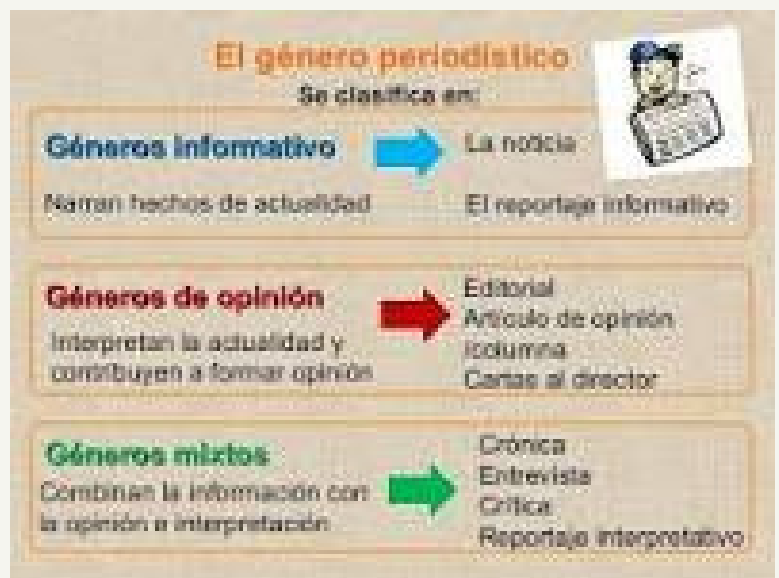 El género periodístico
Se clasifica en:
Géneros informativo
La noticia
Narran hechos de actualidad
El reportaje informativo
Géneros de opinión
Interpretan la actualidad y
contribuyen a formar opinión
Editorial
Artículo de opinión
/columna
Cartas al director
Géneros mixtos
Combinan la información con
la opinión e interpretación
Crónica
Entrevista
Crítica
Reportaje interpretativo